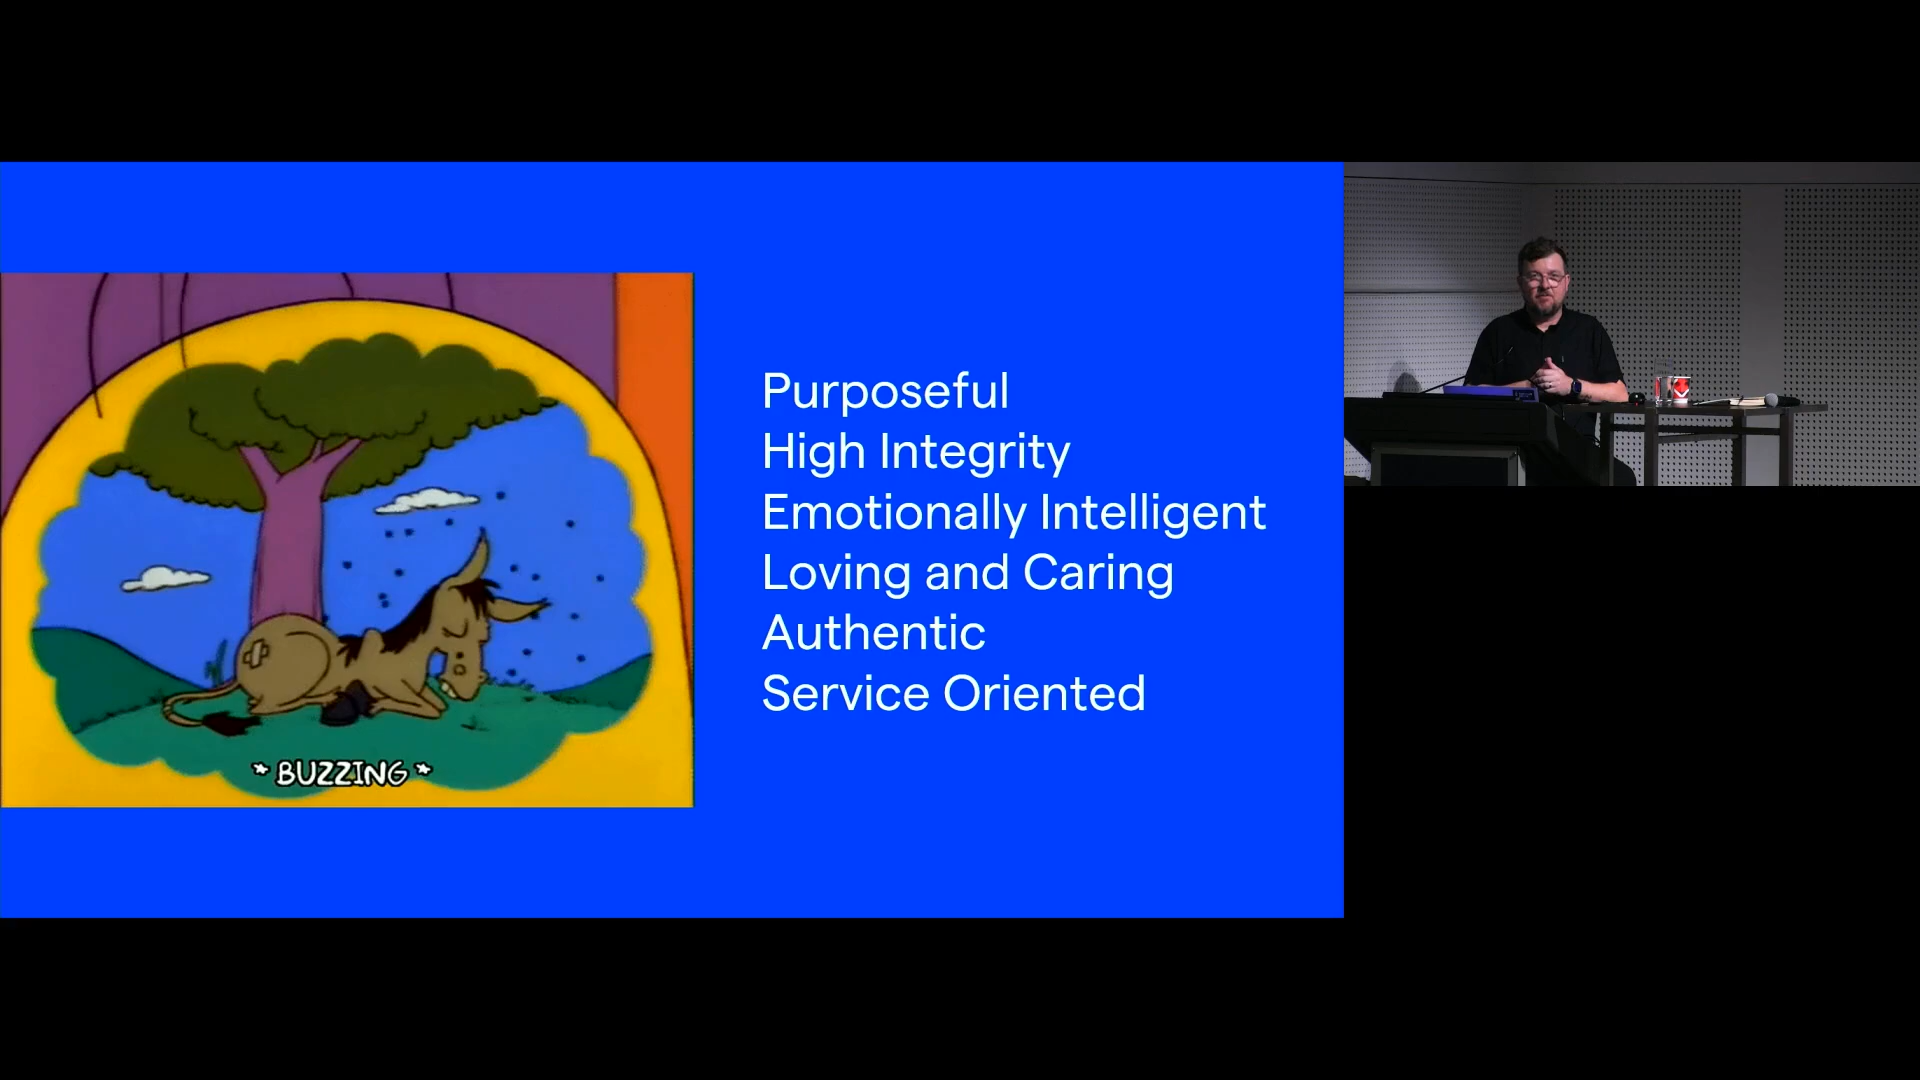 Purposeful
High Integrity
Emotionally Intelligent
Loving and Caring
Authentic
Service Oriented
* BUZZING *